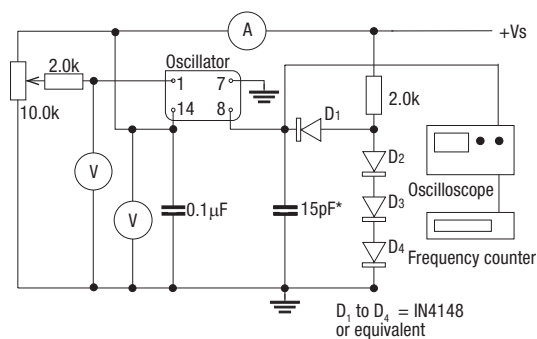 A
+Vs
Oscillator
2.0k
1 7
14 8
10.0k
2.0k
D1
D2
V
V
0.1µF
15pF*
D3
Oscilloscope
D4
Frequency counter
D1 to D4 = IN4148
or equivalent